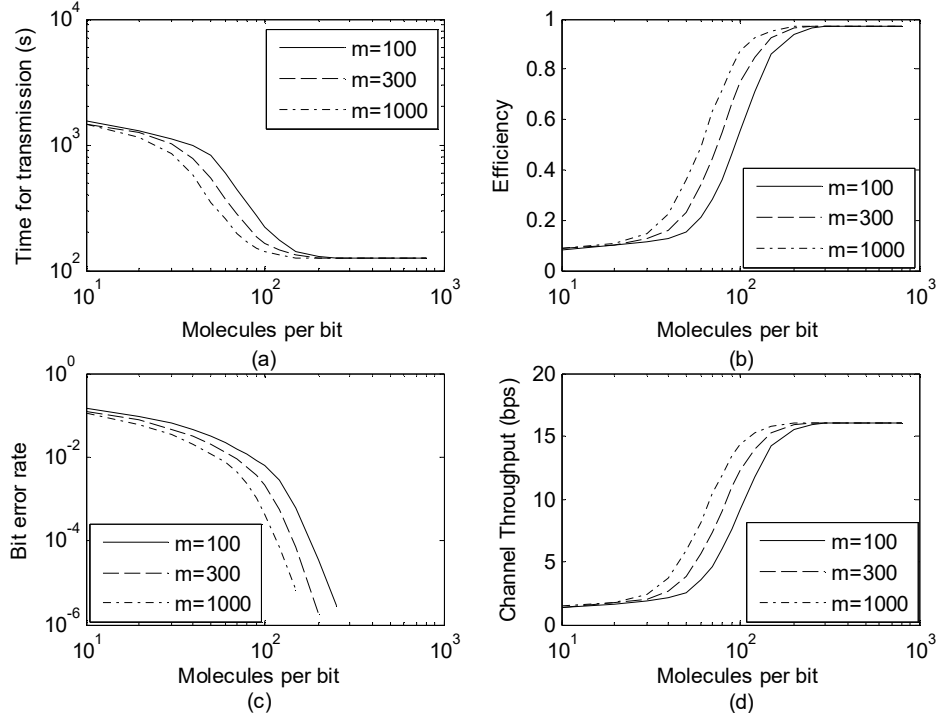 Time for transmission (s)
10^4
10^3
10^2
10^1
10^2
10^3
m=100
m=300
m=1000
Molecules per bit
(a)
Efficiency
1
0.8
0.6
0.4
0.2
0
10^1
10^2
10^3
m=100
m=300
m=1000
Molecules per bit
(b)
Bit error rate
10^0
10^-2
10^-4
10^-6
10^1
10^2
10^3
m=100
m=300
m=1000
Molecules per bit
(c)
Channel Throughput (bps)
20
15
10
5
0
10^1
10^2
10^3
m=100
m=300
m=1000
Molecules per bit
(d)